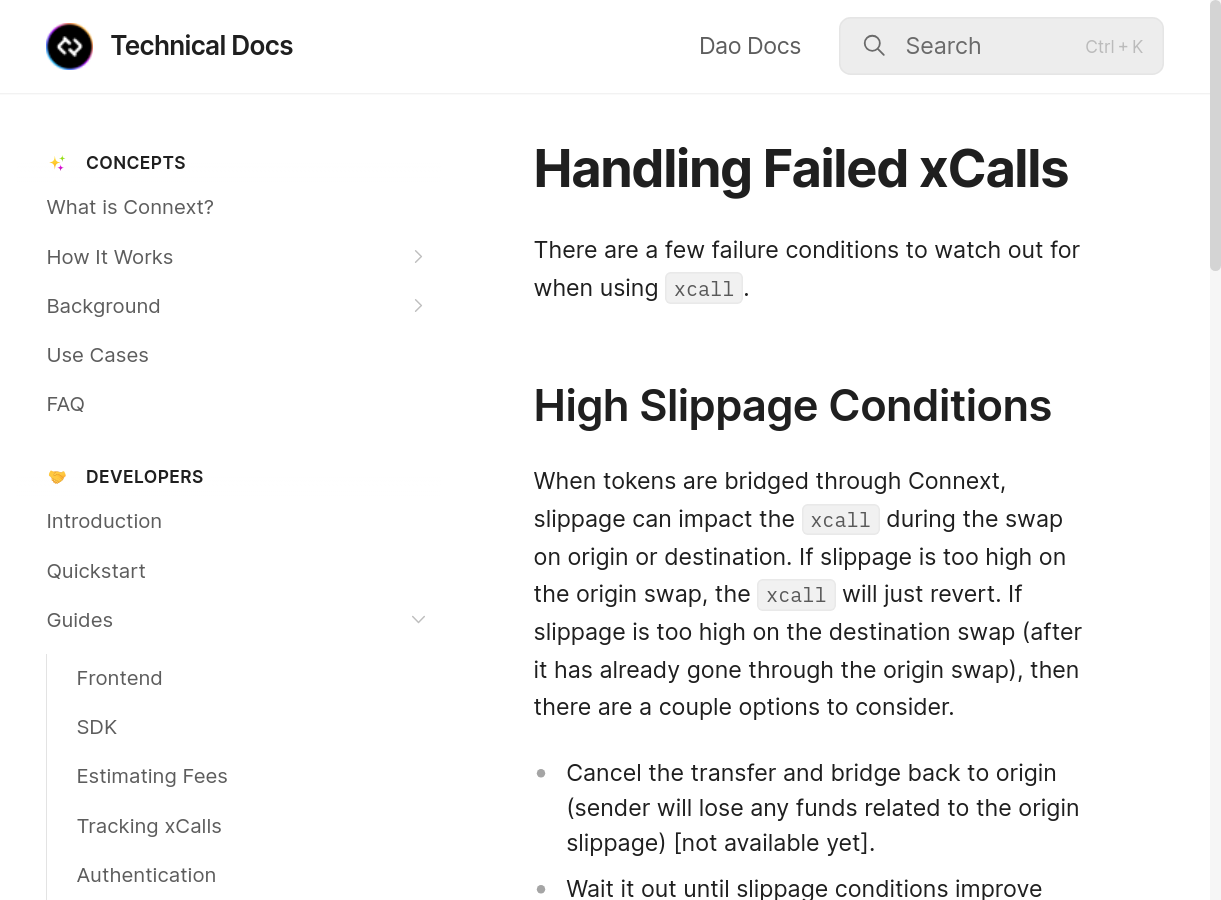 Technical Docs
Dao Docs
Search
Ctrl + K
CONCEPTS
What is Connext?
How It Works
Background
Use Cases
FAQ
DEVELOPERS
Introduction
Quickstart
Guides
Frontend
SDK
Estimating Fees
Tracking xCalls
Authentication
Handling Failed xCalls
There are a few failure conditions to watch out for
when using xcall.
High Slippage Conditions
When tokens are bridged through Connext,
slippage can impact the xcall during the swap
on origin or destination. If slippage is too high on
the origin swap, the xcall will just revert. If
slippage is too high on the destination swap (after
it has already gone through the origin swap), then
there are a couple options to consider.
Cancel the transfer and bridge back to origin
(sender will lose any funds related to the origin
slippage) [not available yet].
Wait it out until slippage conditions improve